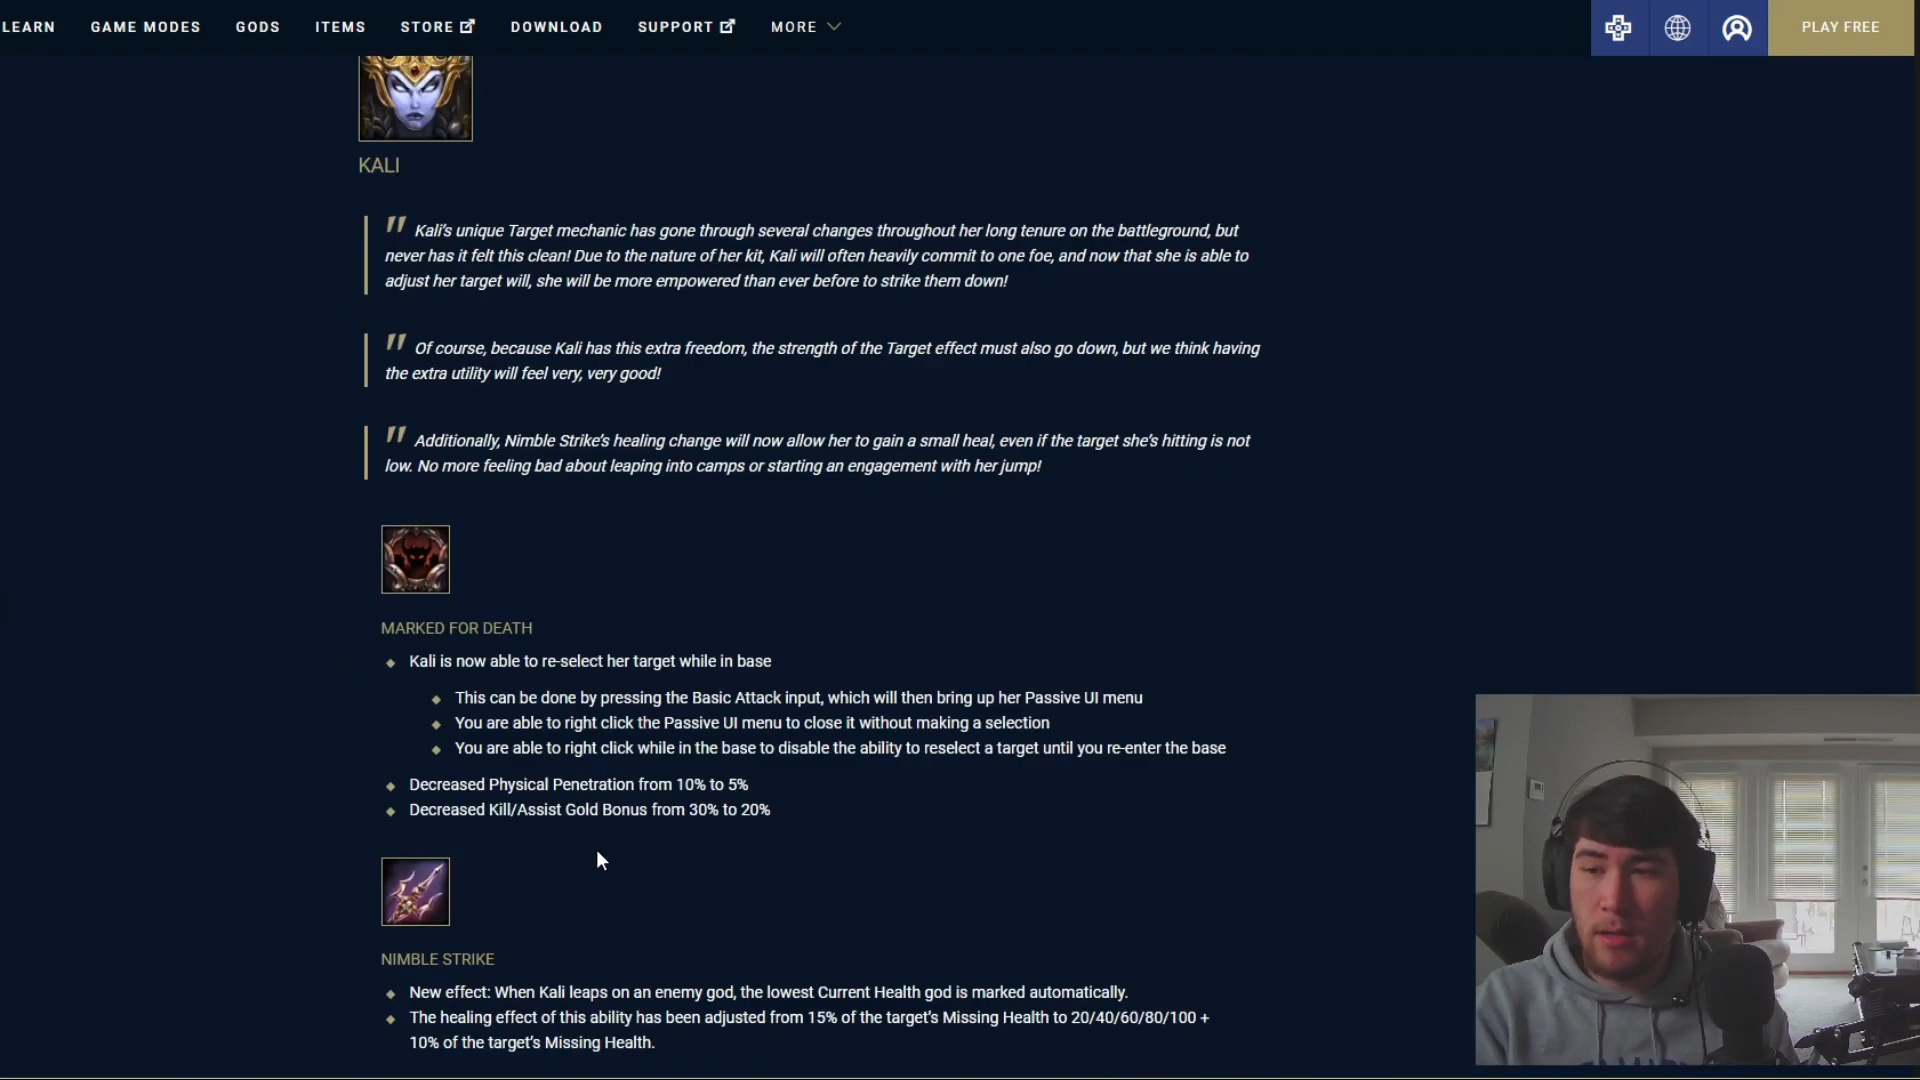 LEARN GAME MODES GODS ITEMS STORE DOWNLOAD SUPPORT MORE PLAY FREE
KALI
" Kali's unique Target mechanic has gone through several changes throughout her long tenure on the battleground, but
never has it felt this clean! Due to the nature of her kit, Kali will often heavily commit to one foe, and now that she is able to
adjust her target will, she will be more empowered than ever before to strike them down!
" Of course, because Kali has this extra freedom, the strength of the Target effect must also go down, but we think having
the extra utility will feel very, very good!
" Additionally, Nimble Strike's healing change will now allow her to gain a small heal, even if the target she's hitting is not
low. No more feeling bad about leaping into camps or starting an engagement with her jump!
MARKED FOR DEATH
Kali is now able to re-select her target while in base
This can be done by pressing the Basic Attack input, which will then bring up her Passive UI menu
You are able to right click the Passive UI menu to close it without making a selection
You are able to right click while in the base to disable the ability to reselect a target until you re-enter the base
Decreased Physical Penetration from 10% to 5%
Decreased Kill/Assist Gold Bonus from 30% to 20%
NIMBLE STRIKE
New effect: When Kali leaps on an enemy god, the lowest Current Health god is marked automatically.
The healing effect of this ability has been adjusted from 15% of the target's Missing Health to 20/40/60/80/100 +
10% of the target's Missing Health.